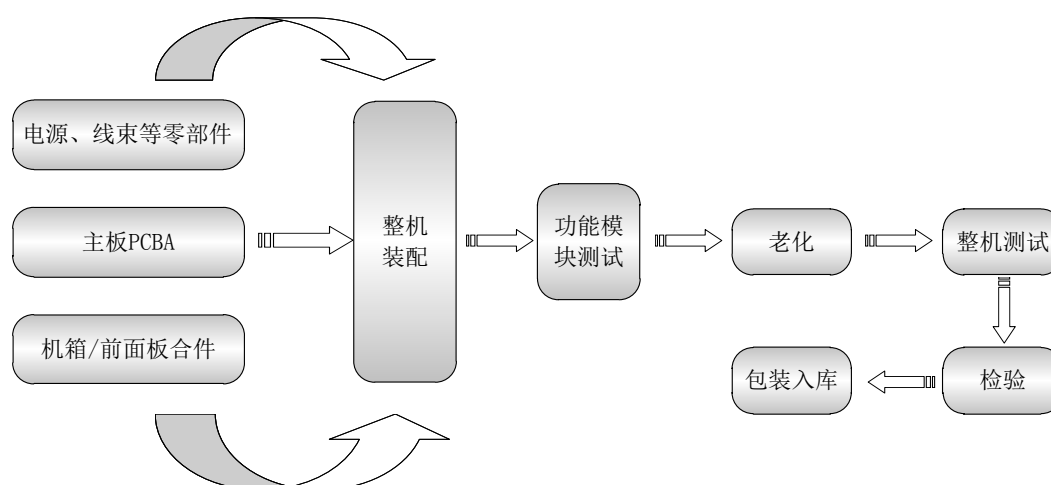 电源、线束等零部件
主板PCBA
机箱/前面板合件
整机
装配
功能模
块测试
老化
整机测试
检验
包装入库